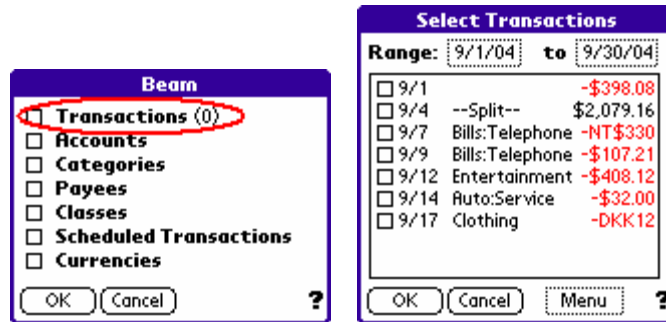 Beam
Transactions (0)
Accounts
Categories
Payees
Classes
Scheduled Transactions
Currencies
OK Cancel ?
Select Transactions
Range: 9/1/04 to 9/30/04
9/1 -$398.08
9/4 --Split-- $2,079.16
9/7 Bills:Telephone -NT$330
9/9 Bills:Telephone -$107.21
9/12 Entertainment -$408.12
9/14 Auto:Service -$32.00
9/17 Clothing -DKK12
OK Cancel Menu ?